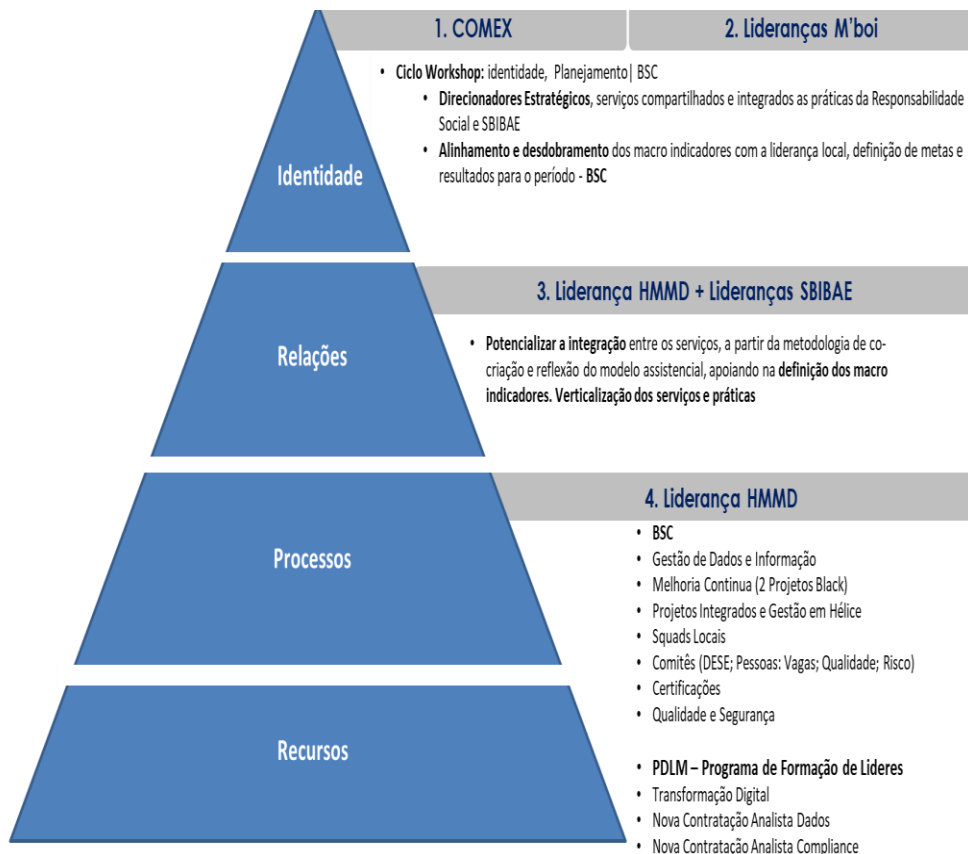 1. COMEX
2. Lideranças M'boi
• Ciclo Workshop: identidade, Planejamento| BSC
• Direcionadores Estratégicos, serviços compartilhados e integrados as práticas da Responsabilidade
Social e SBIBAE
• Alinhamento e desdobramento dos macro indicadores com a liderança local, definição de metas e
resultados para o período - BSC
Identidade
3. Liderança HMMD + Lideranças SBIBAE
• Potencializar a integração entre os serviços, a partir da metodologia de co-
criação e reflexão do modelo assistencial, apoiando na definição dos macro
indicadores. Verticalização dos serviços e práticas
Relações
4. Liderança HMMD
• BSC
• Gestão de Dados e Informação
• Melhoria Continua (2 Projetos Black)
• Projetos Integrados e Gestão em Hélice
• Squads Locais
• Comitês (DESE; Pessoas: Vagas; Qualidade; Risco)
• Certificações
• Qualidade e Segurança
Processos
• PDLM – Programa de Formação de Lideres
• Transformação Digital
• Nova Contratação Analista Dados
• Nova Contratação Analista Compliance
Recursos